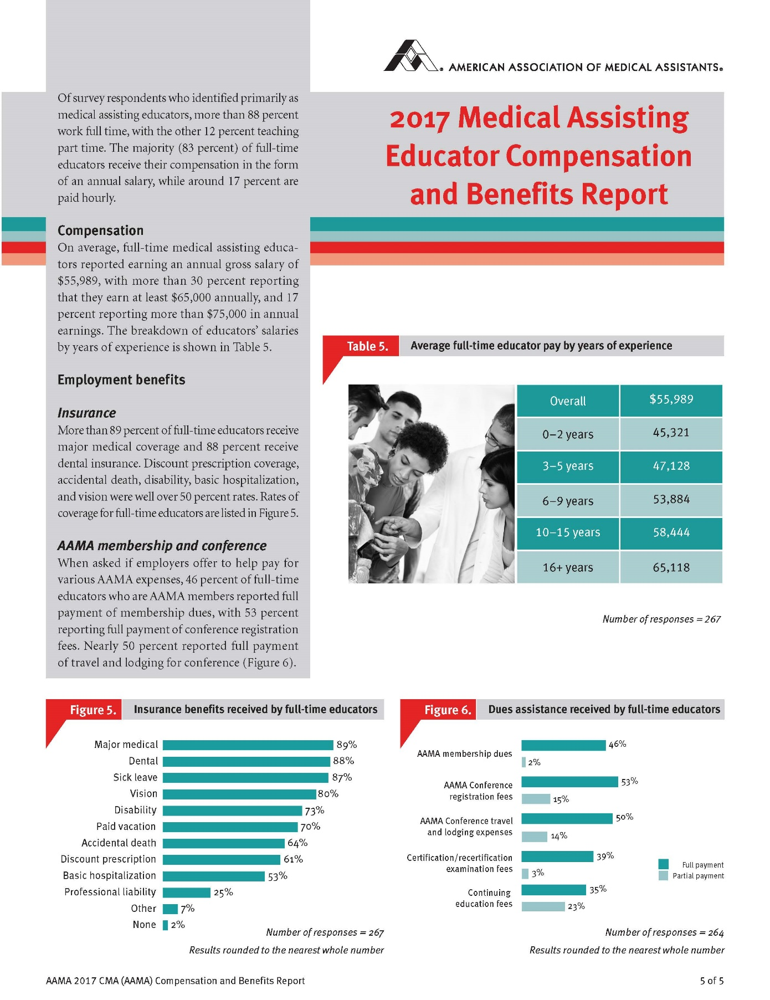 AMERICAN ASSOCIATION OF MEDICAL ASSISTANTS®
2017 Medical Assisting
Educator Compensation
and Benefits Report
Of survey respondents who identified primarily as
medical assisting educators, more than 88 percent
work full time, with the other 12 percent teaching
part time. The majority (83 percent) of full-time
educators receive their compensation in the form
of an annual salary, while around 17 percent are
paid hourly.
Compensation
On average, full-time medical assisting educa-
tors reported earning an annual gross salary of
$55,989, with more than 30 percent reporting
that they earn at least $65,000 annually, and 17
percent reporting more than $75,000 in annual
earnings. The breakdown of educators’ salaries
by years of experience is shown in Table 5.
Employment benefits
Insurance
More than 89 percent of full-time educators receive
major medical coverage and 88 percent receive
dental insurance. Discount prescription coverage,
accidental death, disability, basic hospitalization,
and vision were well over 50 percent rates. Rates of
coverage for full-time educators are listed in Figure 5.
AAMA membership and conference
When asked if employers offer to help pay for
various AAMA expenses, 46 percent of full-time
educators who are AAMA members reported full
payment of membership dues, with 53 percent
reporting full payment of conference registration
fees. Nearly 50 percent reported full payment
of travel and lodging for conference (Figure 6).
Table 5. Average full-time educator pay by years of experience
Overall $55,989
0–2 years 45,321
3–5 years 47,128
6–9 years 53,884
10–15 years 58,444
16+ years 65,118
Number of responses = 267
Figure 5. Insurance benefits received by full-time educators
Major medical 89%
Dental 88%
Sick leave 87%
Vision 80%
Disability 73%
Paid vacation 70%
Accidental death 64%
Discount prescription 61%
Basic hospitalization 53%
Professional liability 25%
Other 7%
None 2%
Number of responses = 267
Results rounded to the nearest whole number
Figure 6. Dues assistance received by full-time educators
AAMA membership dues
46%
2%
AAMA Conference
registration fees
53%
15%
AAMA Conference travel
and lodging expenses
50%
14%
Certification/recertification
examination fees
39%
3%
Continuing
education fees
35%
23%
Full payment
Partial payment
Number of responses = 264
Results rounded to the nearest whole number
AAMA 2017 CMA (AAMA) Compensation and Benefits Report
5 of 5